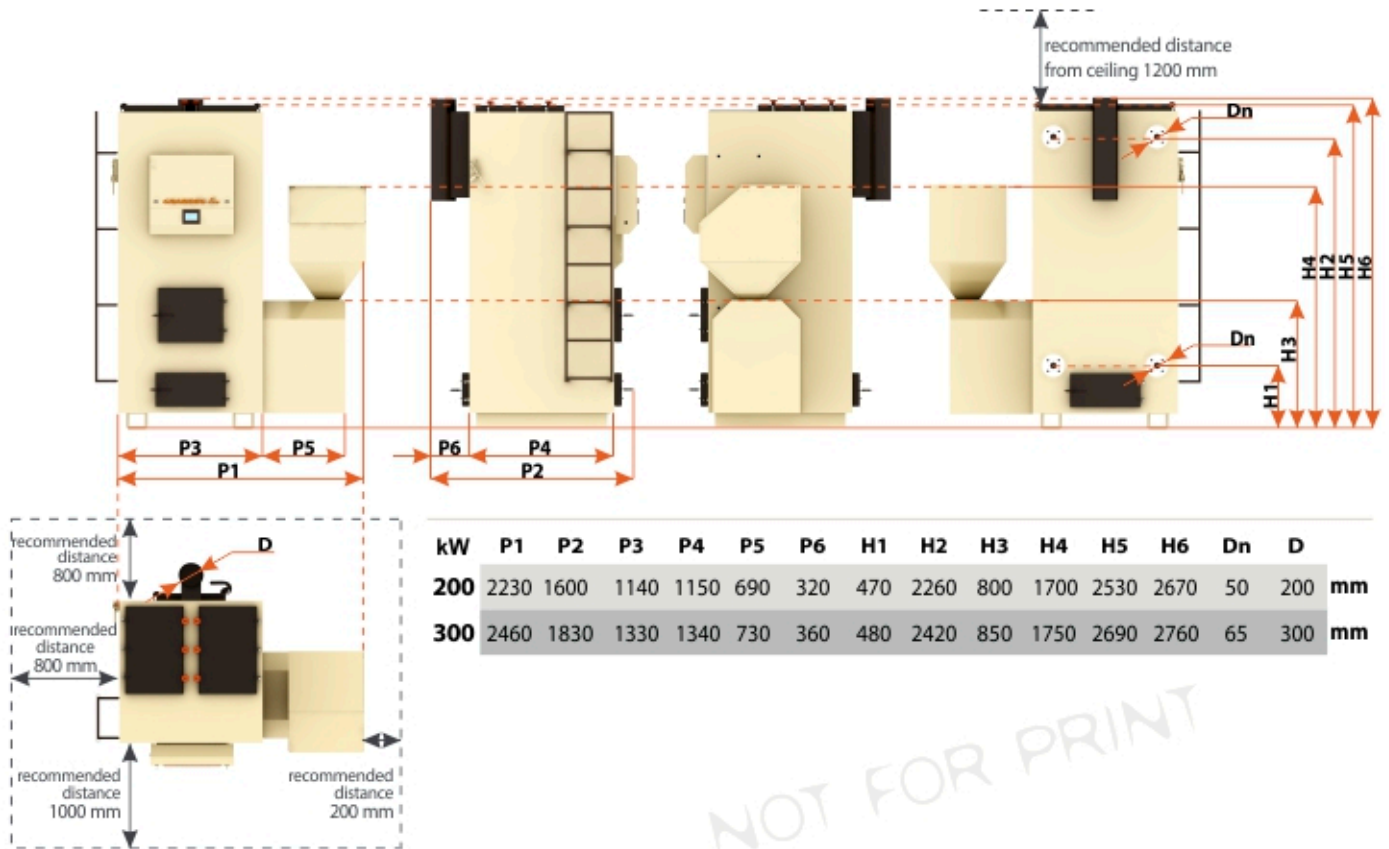 recommended distance
from ceiling 1200 mm
Dn
Dn
H4
H2
H5
H6
H3
H1
P3
P5
P1
P6
P4
P2
recommended
distance
800 mm
D
recommended
distance
800 mm
recommended
distance
1000 mm
recommended
distance
200 mm
kW P1 P2 P3 P4 P5 P6 H1 H2 H3 H4 H5 H6 Dn D
200 2230 1600 1140 1150 690 320 470 2260 800 1700 2530 2670 50 200 mm
300 2460 1830 1330 1340 730 360 480 2420 850 1750 2690 2760 65 300 mm
NOT FOR PRINT